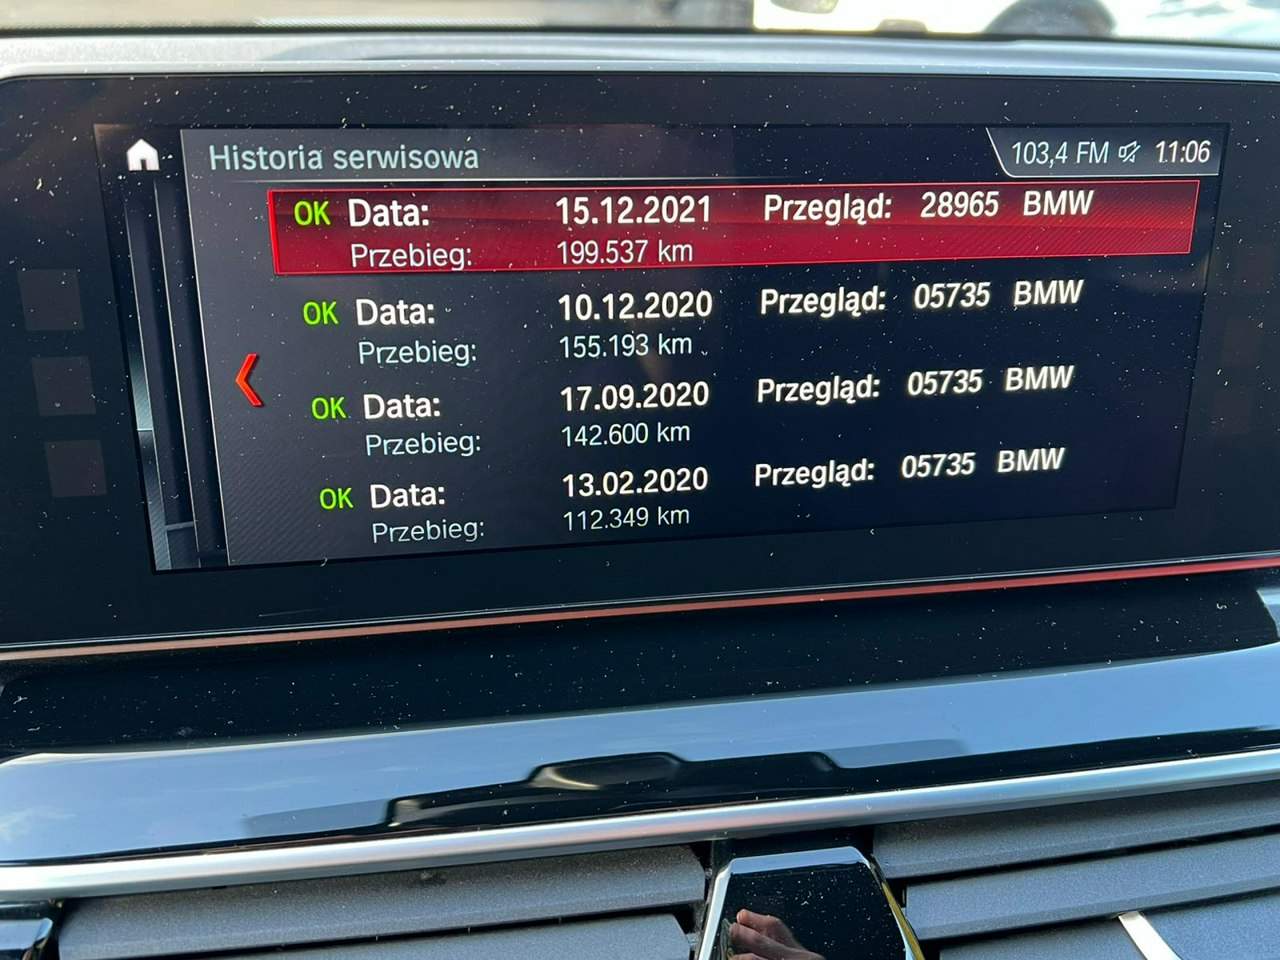 Historia serwisowa 103,4 FM 11:06
OK Data: 15.12.2021 Przegląd: 28965 BMW
Przebieg: 199.537 km
OK Data: 10.12.2020 Przegląd: 05735 BMW
Przebieg: 155.193 km
OK Data: 17.09.2020 Przegląd: 05735 BMW
Przebieg: 142.600 km
OK Data: 13.02.2020 Przegląd: 05735 BMW
Przebieg: 112.349 km